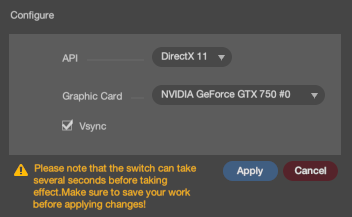 Configure
API DirectX 11
Graphic Card NVIDIA GeForce GTX 750 #0
Vsync
Please note that the switch can take
several seconds before taking
effect.Make sure to save your work
before applying changes!
Apply Cancel